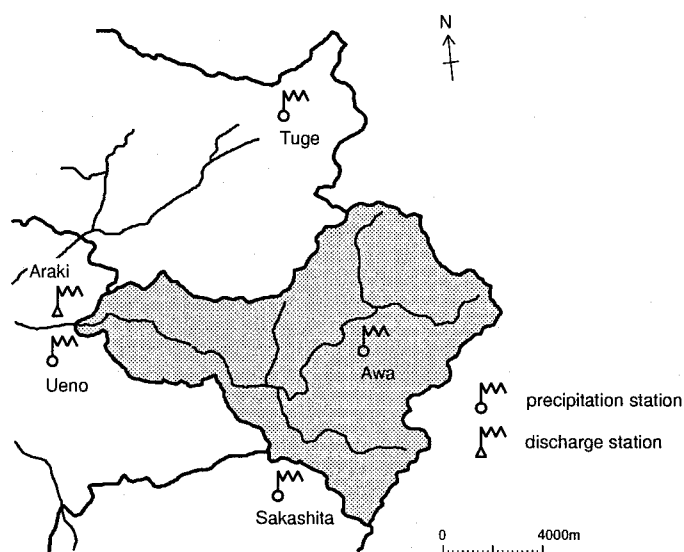 N
Tuge
Araki
Ueno
Awa
precipitation station
discharge station
Sakashita
0 4000m